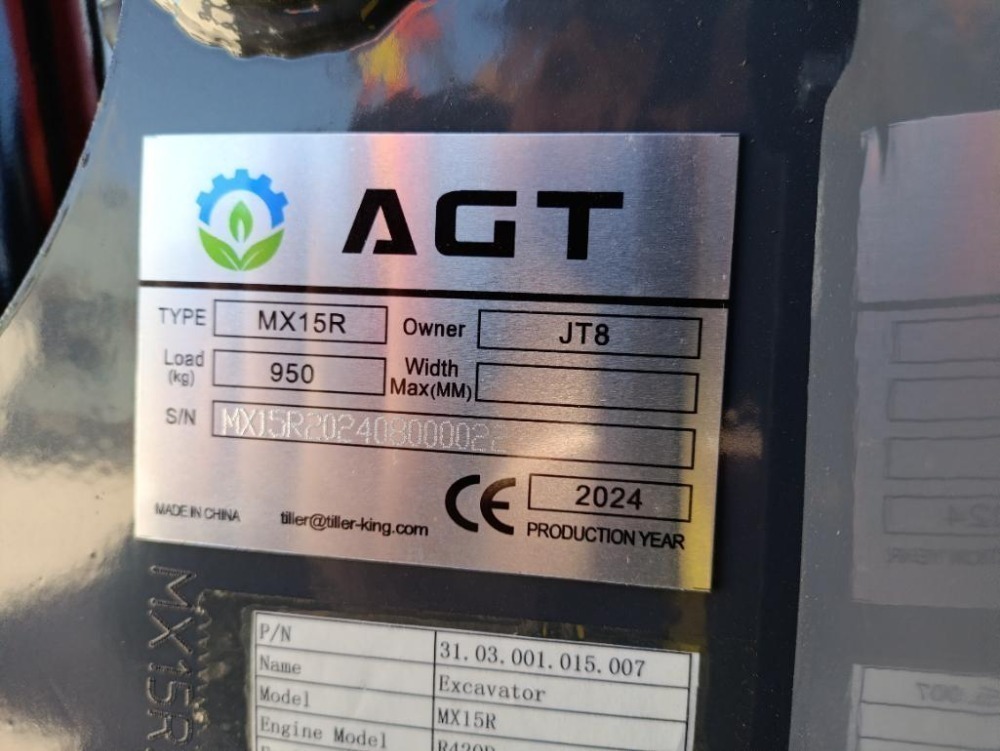 AGT
TYPE MX15R Owner JT8
Load (kg) 950 Width Max(MM)
S/N MX15R202408000022
CE 2024
MADE IN CHINA tiller@tiller-king.com PRODUCTION YEAR
MX15R
P/N 31.03.001.015.007
Name Excavator
Model MX15R
Engine Model